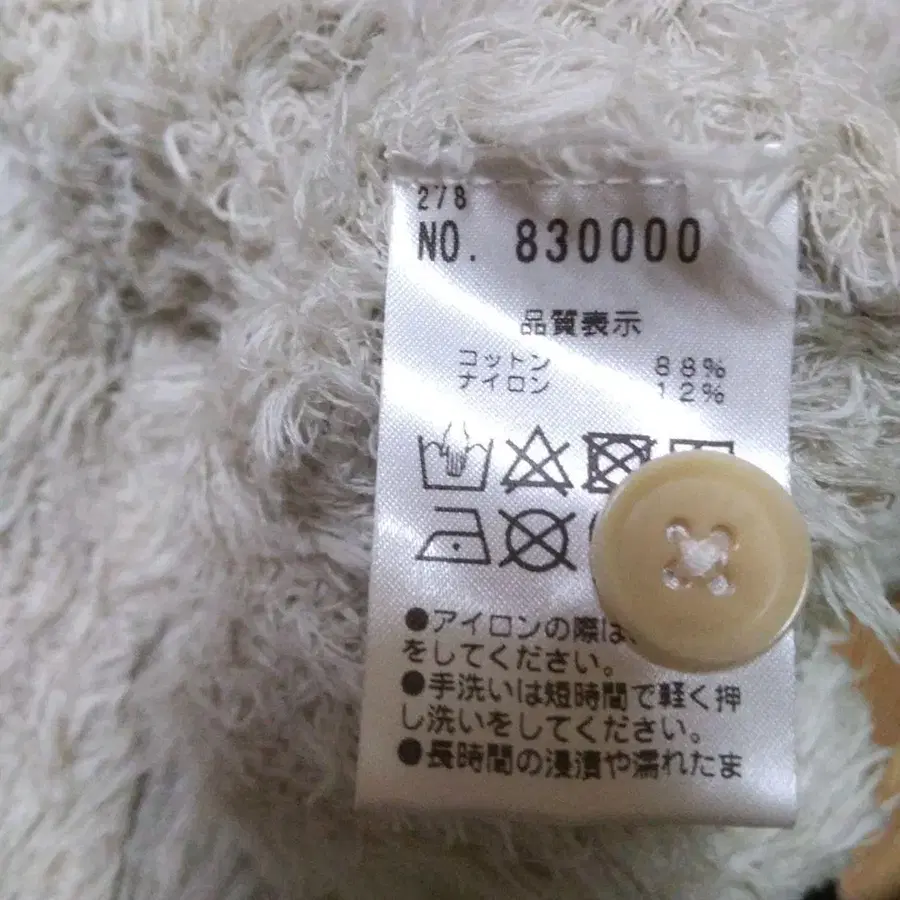 278
NO. 830000
品質表示
コットン 88%
ナイロン 12%
●アイロンの際は、
をしてください。
●手洗いは短時間で軽く押
し洗いをしてください。
●長時間の浸漬や濡れたま